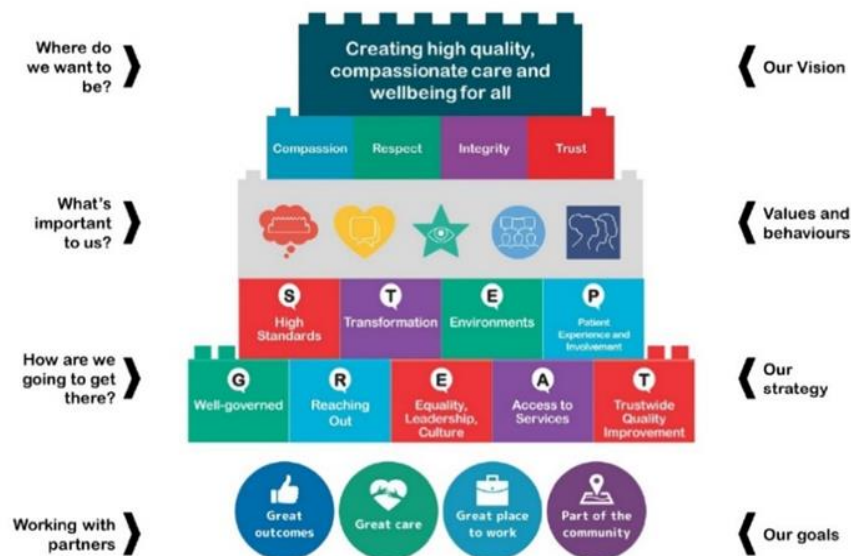 Where do
we want to
be?
Creating high quality,
compassionate care and
wellbeing for all
Our Vision
Compassion
Respect
Integrity
Trust
What's
important
to us?
Values and
behaviours
S
High
Standards
T
Transformation
E
Environments
P
Patient
Experience and
Involvement
How are we
going to get
there?
G
Well-governed
R
Reaching
Out
E
Equality,
Leadership,
Culture
A
Access to
Services
T
Trustwide
Quality
Improvement
Our
strategy
Working with
partners
Great
outcomes
Great care
Great place
to work
Part of the
community
Our goals